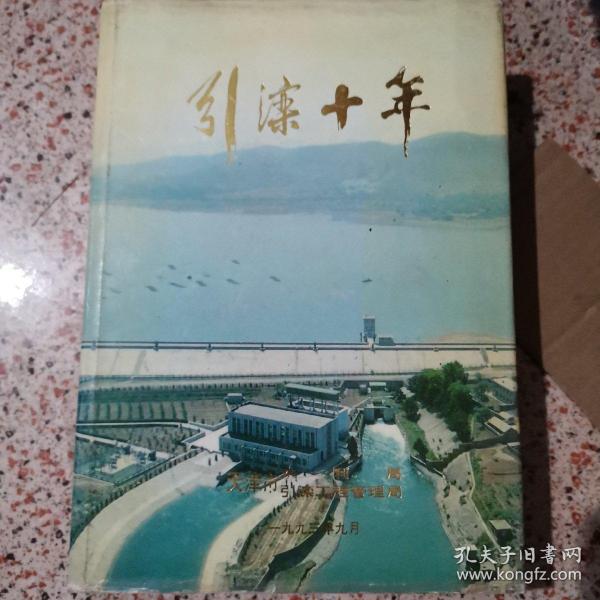 引滦十年
天津市 局
引滦工程管理局
一九九三年九月
孔夫子旧书网
www.kongfz.com